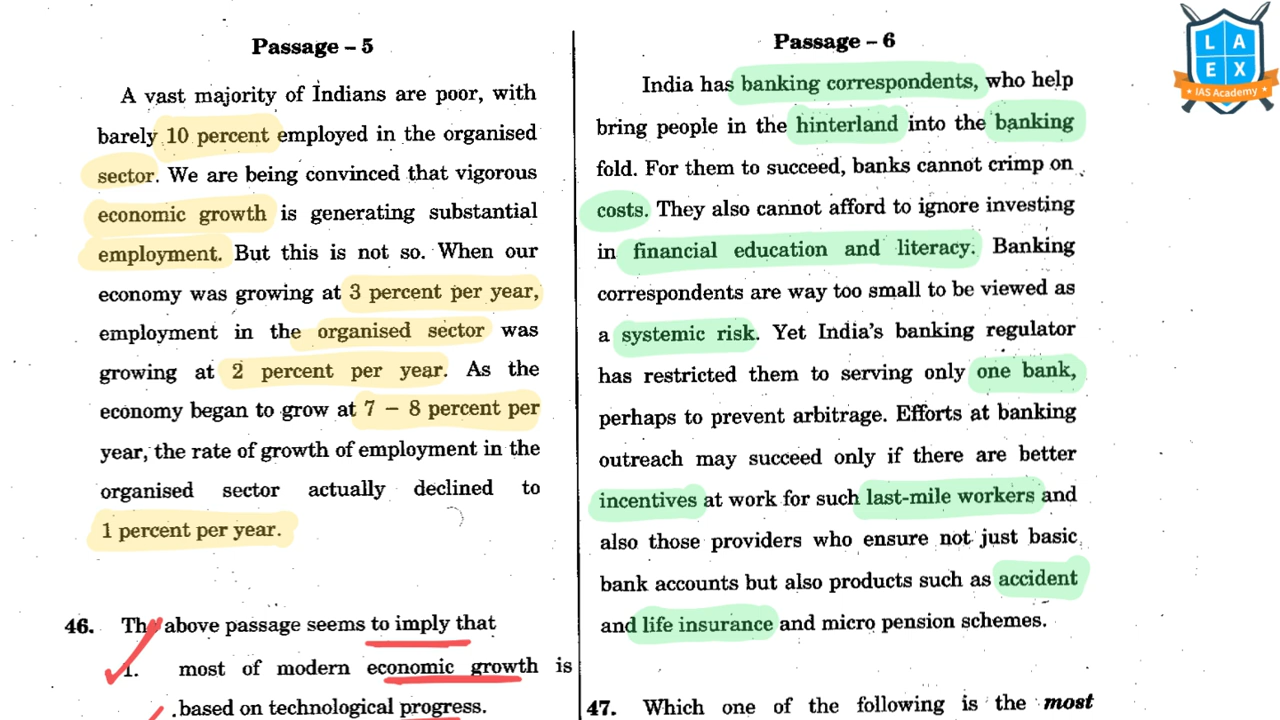 Passage – 5
A vast majority of Indians are poor, with
barely 10 percent employed in the organised
sector. We are being convinced that vigorous
economic growth is generating substantial
employment. But this is not so. When our
economy was growing at 3 percent per year,
employment in the organised sector was
growing at 2 percent per year. As the
economy began to grow at 7 – 8 percent per
year, the rate of growth of employment in the
organised sector actually declined to
1 percent per year.
46. The above passage seems to imply that
1. most of modern economic growth is
based on technological progress.
Passage – 6
India has banking correspondents, who help
bring people in the hinterland into the banking
fold. For them to succeed, banks cannot crimp on
costs. They also cannot afford to ignore investing
in financial education and literacy. Banking
correspondents are way too small to be viewed as
a systemic risk. Yet India's banking regulator
has restricted them to serving only one bank,
perhaps to prevent arbitrage. Efforts at banking
outreach may succeed only if there are better
incentives at work for such last-mile workers and
also those providers who ensure not just basic
bank accounts but also products such as accident
and life insurance and micro pension schemes.
47. Which one of the following is the most
L A
E X
IAS Academy